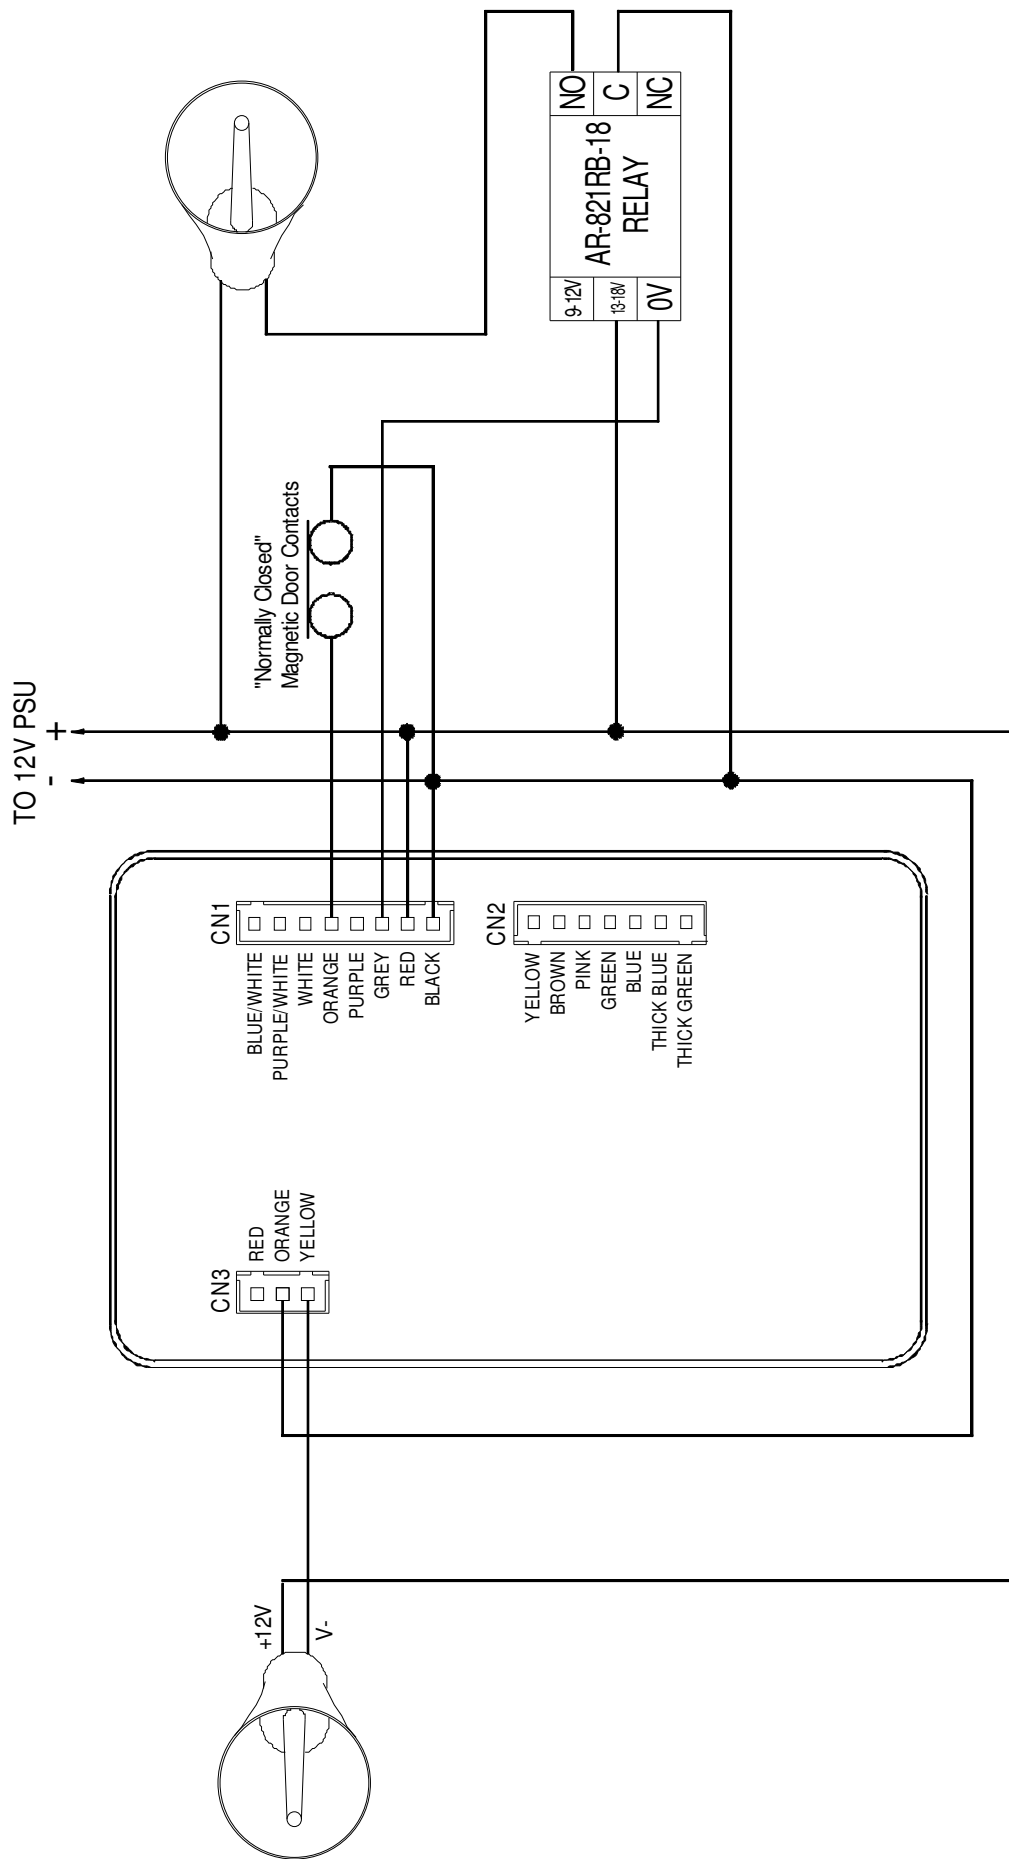 TO 12V PSU
- +
"Normally Closed"
Magnetic Door Contacts
AR-821RB-18
RELAY
NO
C
NC
9-12V
13-18V
0V
CN1
BLUE/WHITE
PURPLE/WHITE
WHITE
ORANGE
PURPLE
GREY
RED
BLACK
CN2
YELLOW
BROWN
PINK
GREEN
BLUE
THICK BLUE
THICK GREEN
CN3
RED
ORANGE
YELLOW
+12V
V-